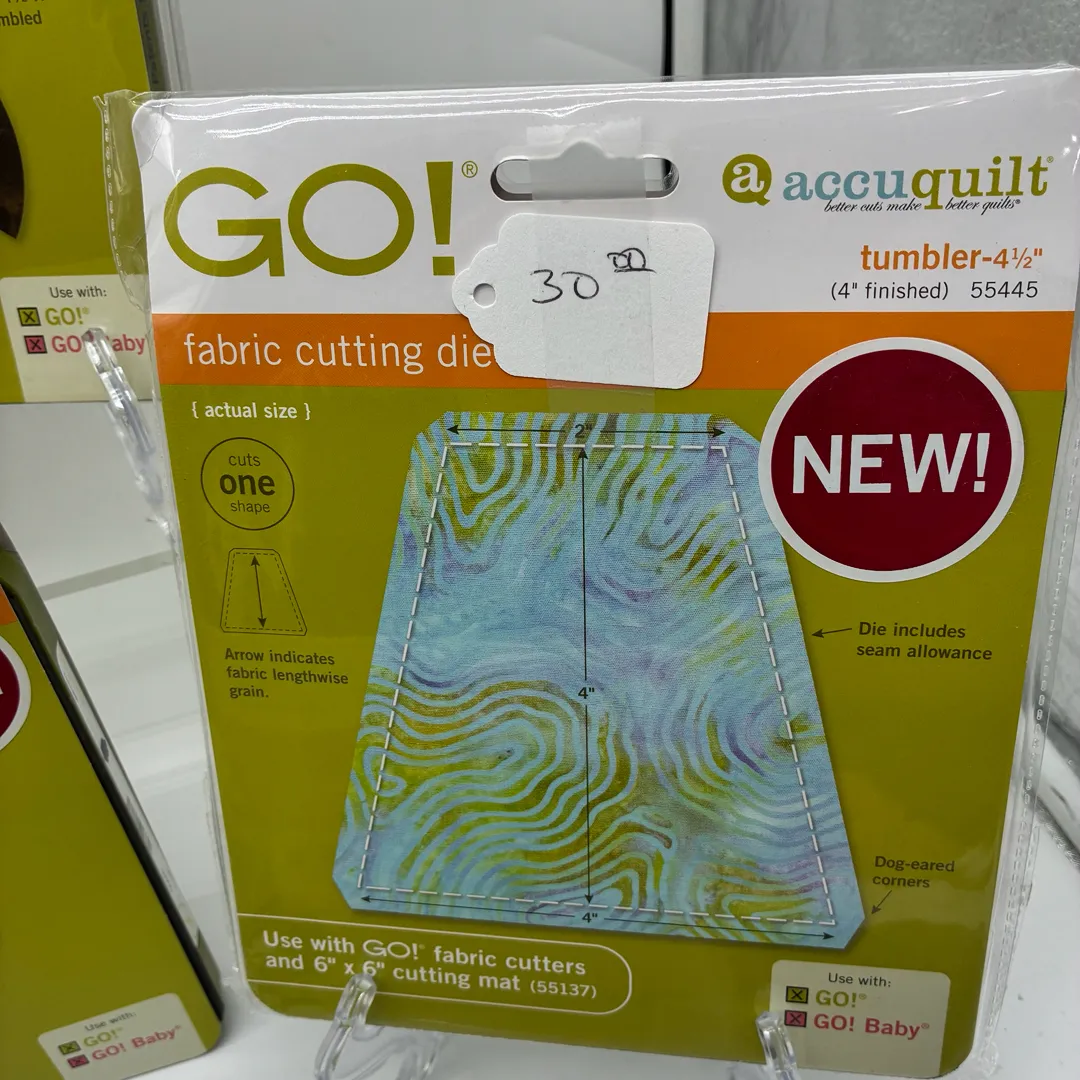 mbled
Use with:
GO!®
GO! Baby
GO!®
accuquilt®
better cuts make better quilts®
30 00
tumbler-4½"
(4" finished) 55445
fabric cutting die
{ actual size }
NEW!
cuts
one
shape
2"
Arrow indicates
fabric lengthwise
grain.
Die includes
seam allowance
4"
Dog-eared
corners
4"
Use with GO!® fabric cutters
and 6" x 6" cutting mat (55137)
Use with:
GO!®
GO! Baby®
Use with:
GO!®
GO! Baby®